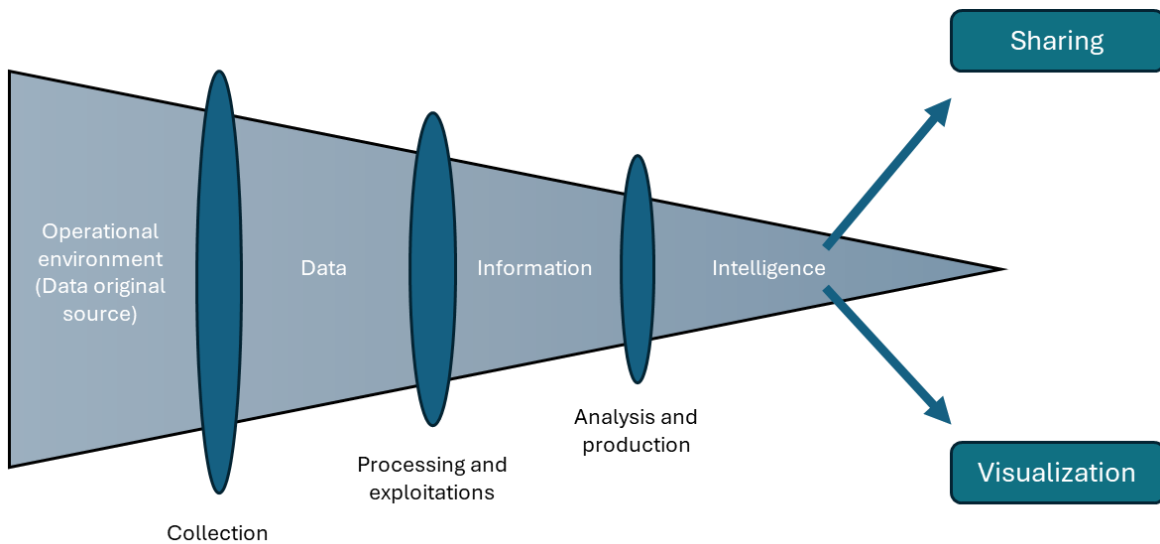 Sharing
Operational
environment
(Data original
source)
Data
Information
Intelligence
Analysis and
production
Processing and
exploitations
Visualization
Collection